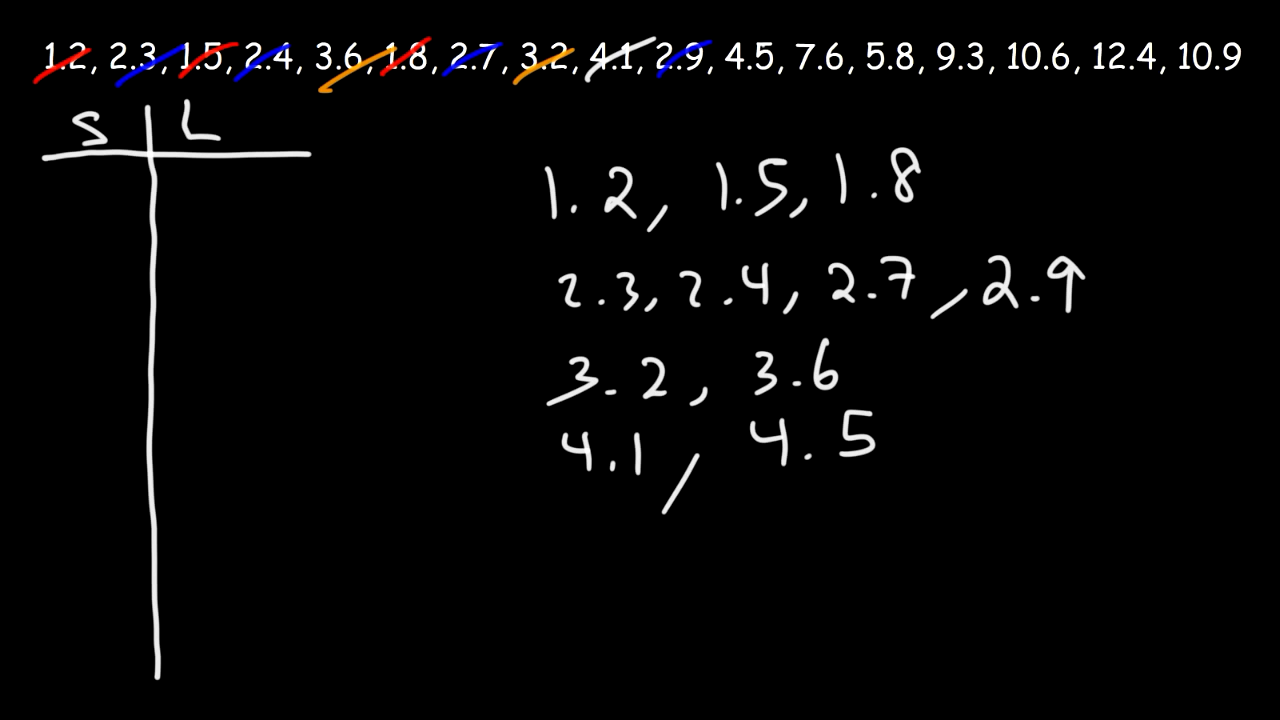 1.2, 2.3, 1.5, 2.4, 3.6, 1.8, 2.7, 3.2, 4.1, 2.9, 4.5, 7.6, 5.8, 9.3, 10.6, 12.4, 10.9
S L
1.2, 1.5, 1.8
2.3, 2.4, 2.7, 2.9
3.2, 3.6
4.1, 4.5